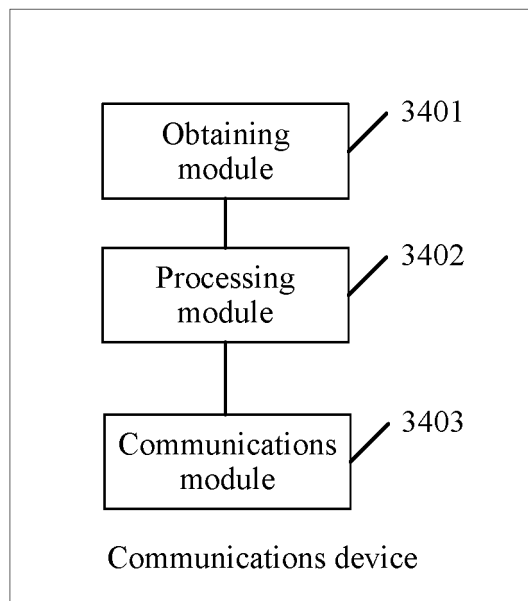 Obtaining
module
3401
Processing
module
3402
Communications
module
3403
Communications device